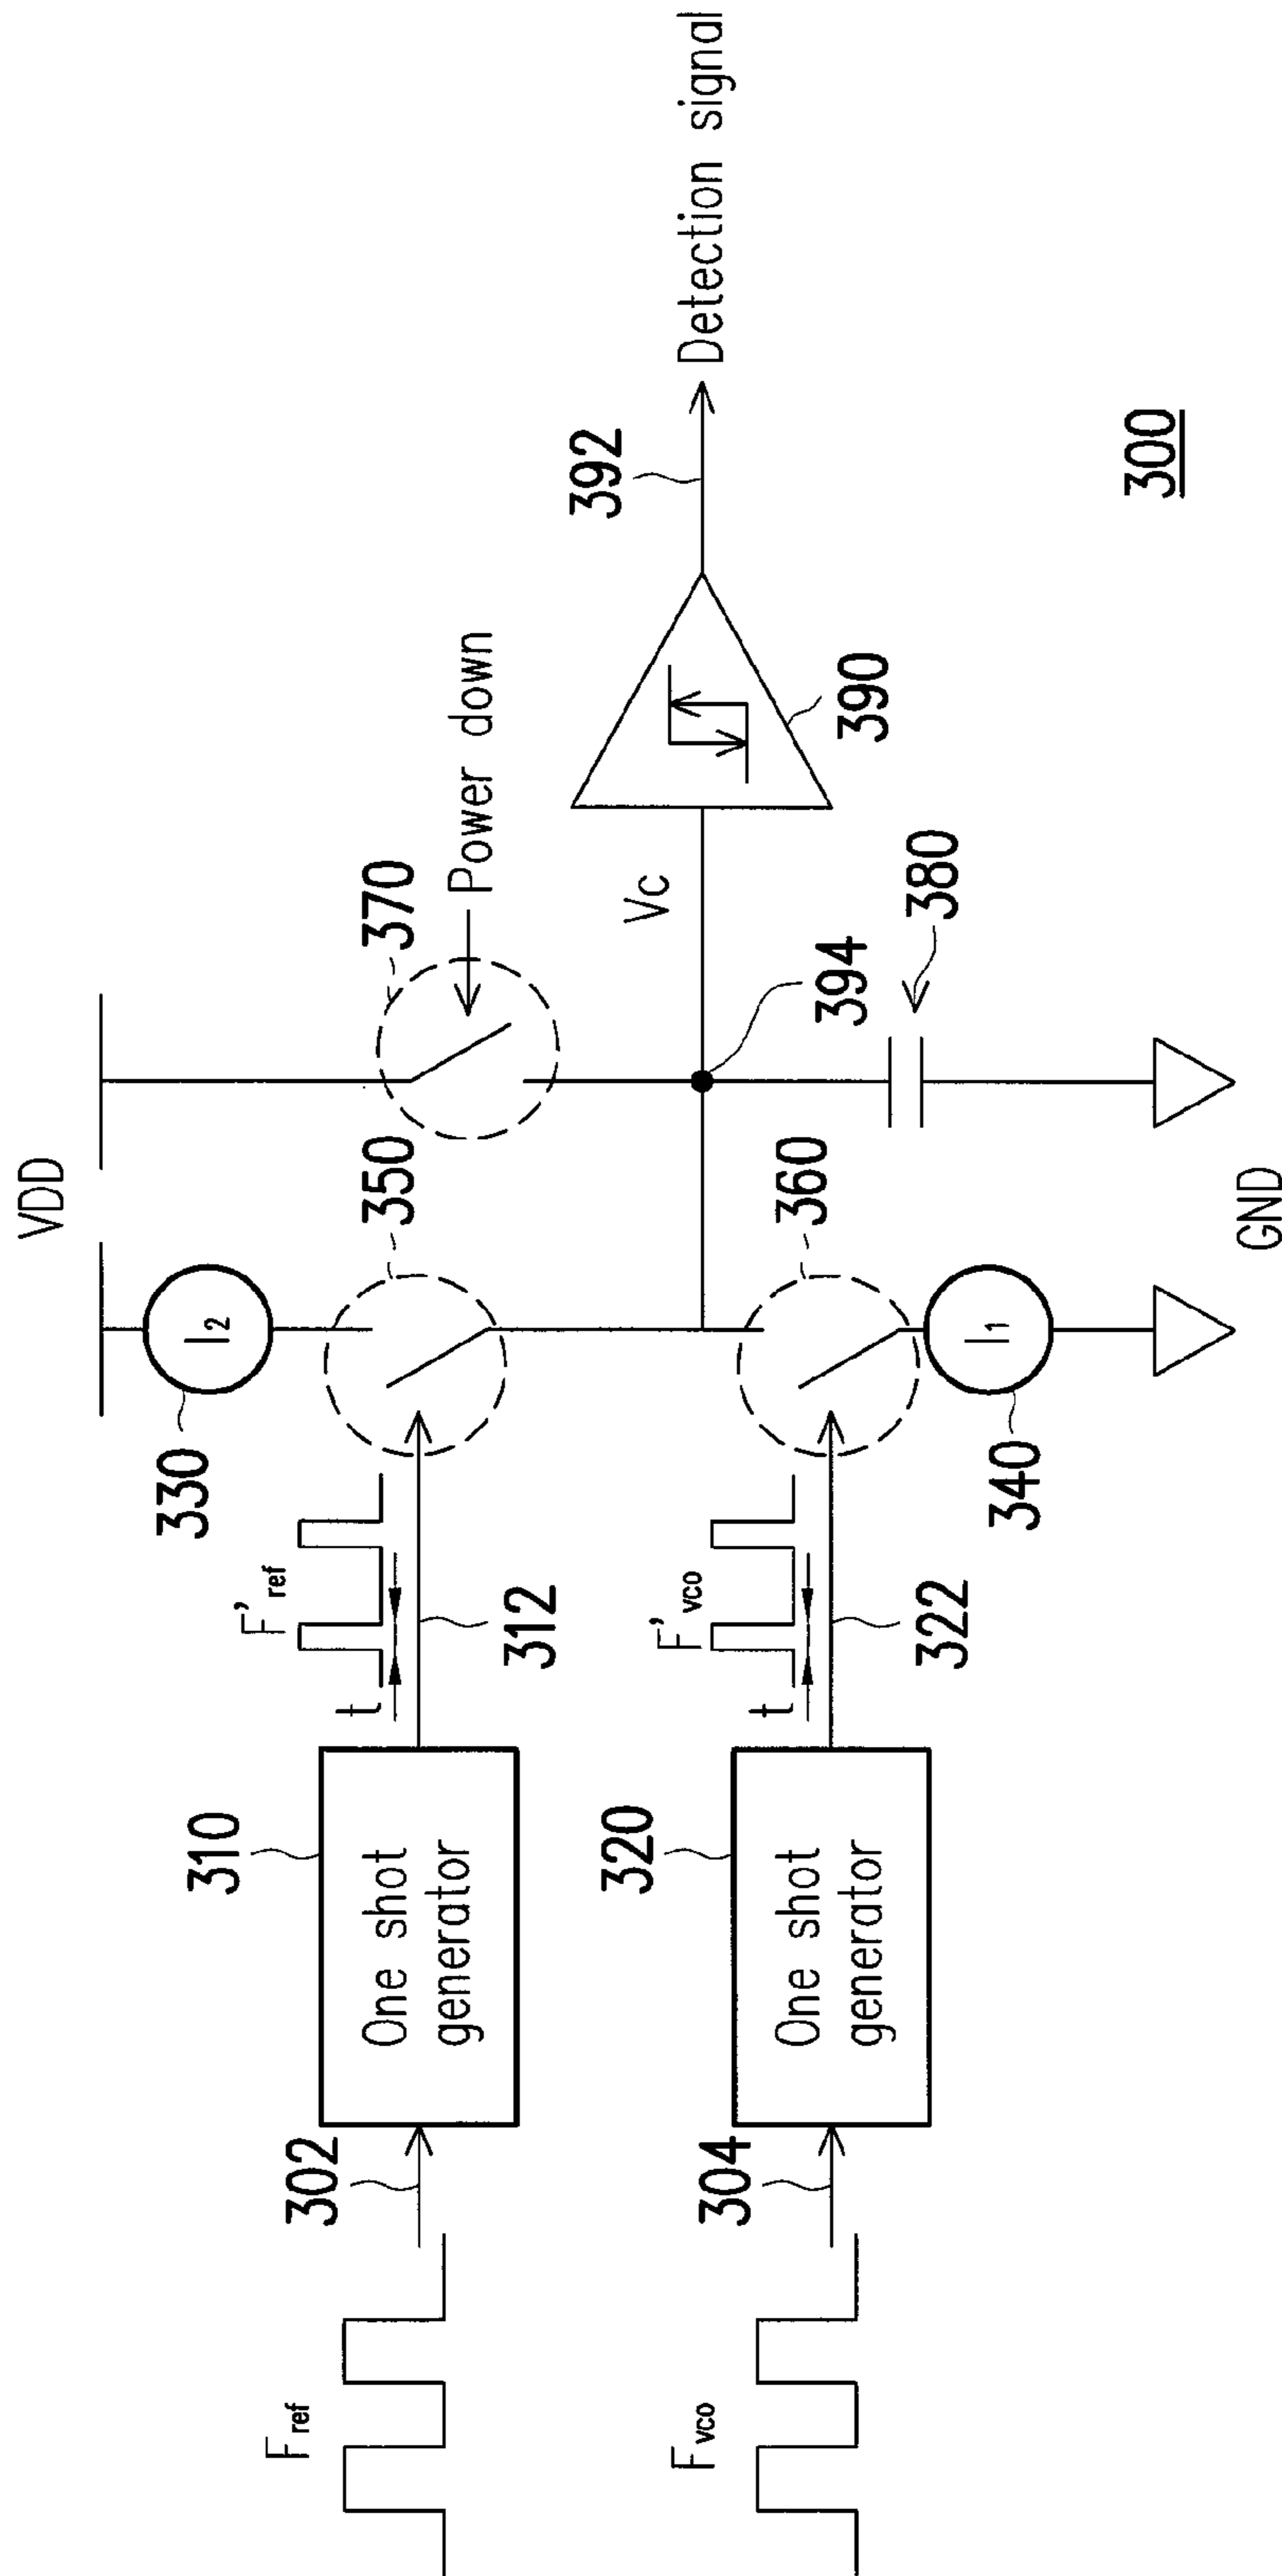 VDD
330
I2
350
370
Power down
Fref
302
310
One shot
generator
t
F'ref
312
Vc
392
Detection signal
394
390
Fvco
304
320
One shot
generator
t
F'vco
322
360
380
340
I1
GND
300